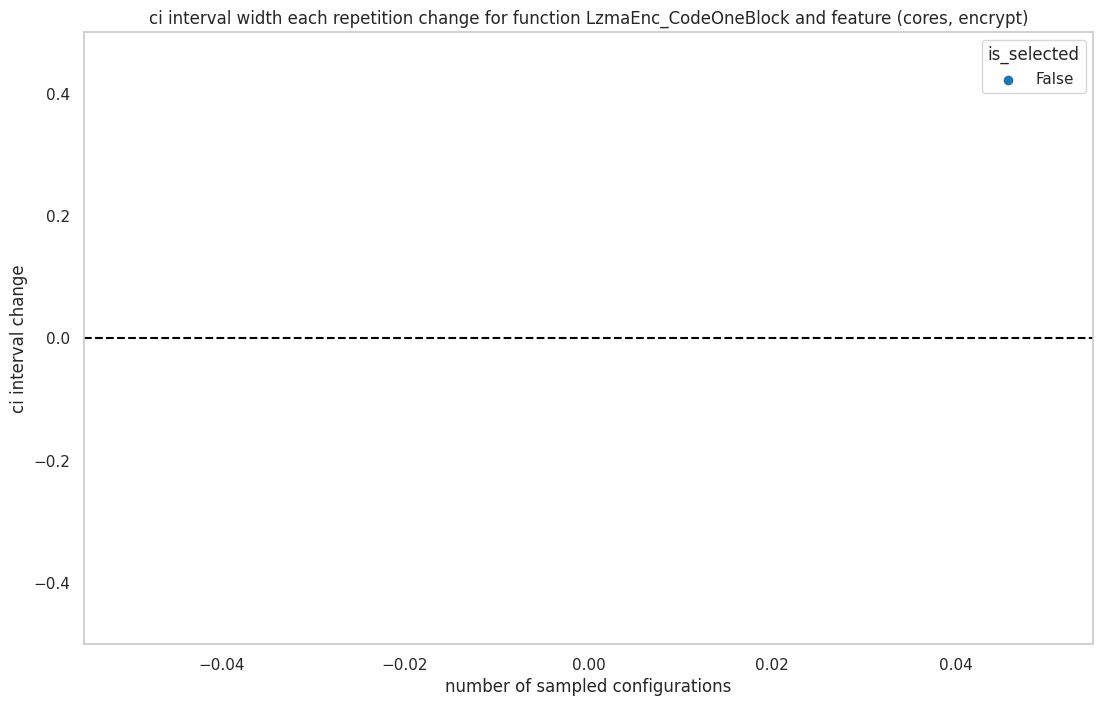 ci interval width each repetition change for function LzmaEnc_CodeOneBlock and feature (cores, encrypt)
is_selected
False
0.4
0.2
0.0
−0.2
−0.4
ci interval change
−0.04
−0.02
0.00
0.02
0.04
number of sampled configurations